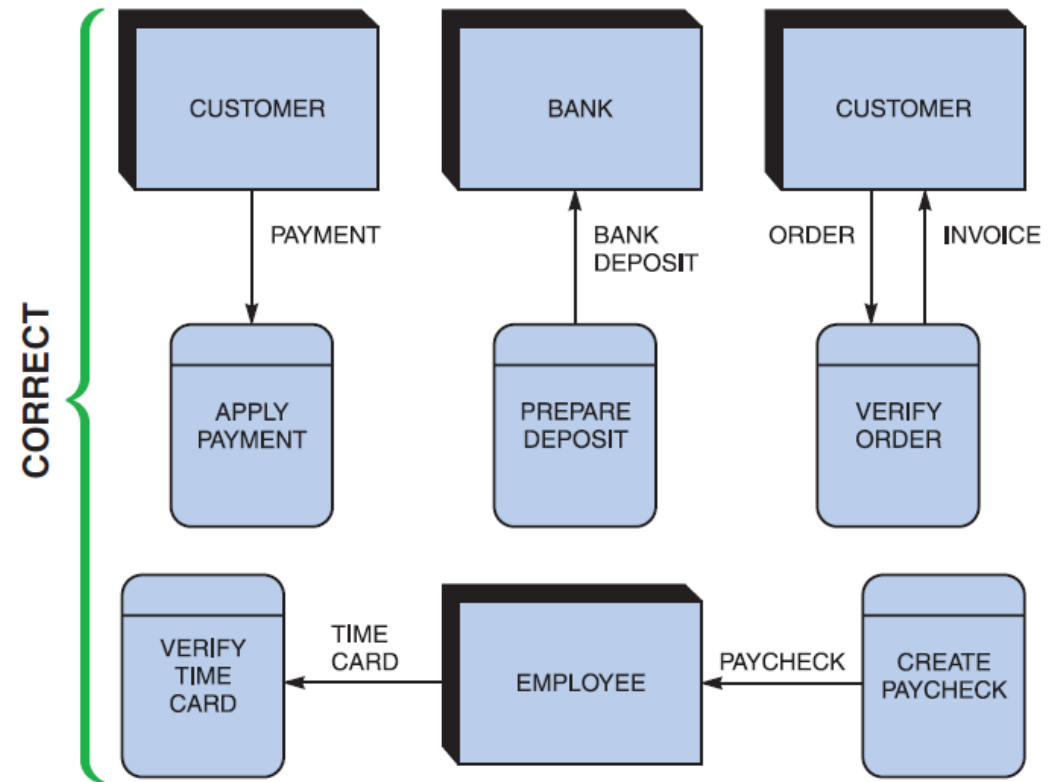 CORRECT
CUSTOMER
BANK
CUSTOMER
PAYMENT
BANK
DEPOSIT
ORDER
INVOICE
APPLY
PAYMENT
PREPARE
DEPOSIT
VERIFY
ORDER
VERIFY
TIME
CARD
TIME
CARD
EMPLOYEE
PAYCHECK
CREATE
PAYCHECK